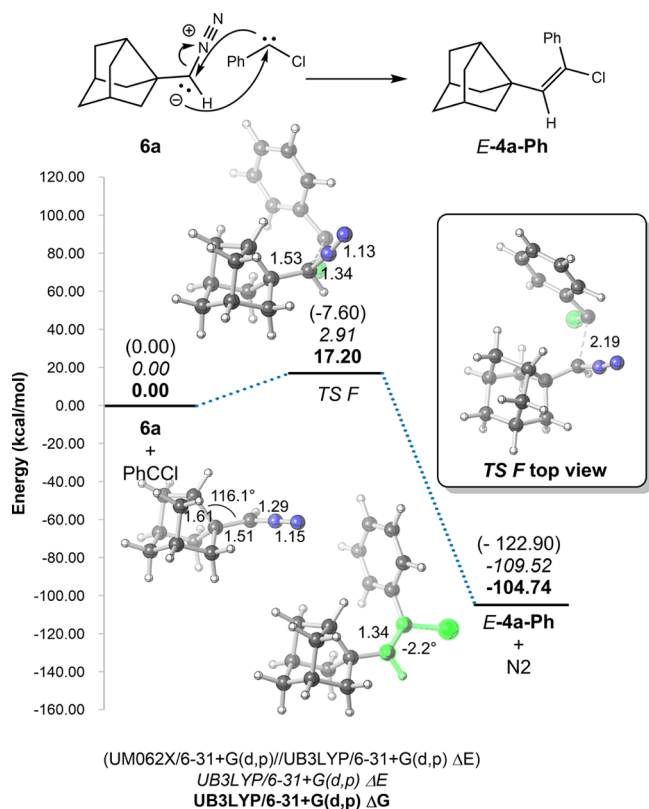 N
⊕
N
Ph
Cl
⊖
H
6a
Ph
Cl
H
E-4a-Ph
Energy (kcal/mol)
120.00
100.00
80.00
60.00
40.00
20.00
0.00
-20.00
-40.00
-60.00
-80.00
-100.00
-120.00
-140.00
-160.00
1.53
1.13
1.34
(0.00)
0.00
0.00
6a
+
PhCCl
(-7.60)
2.91
17.20
TS F
2.19
TS F top view
116.1°
1.61
1.51
1.29
1.15
1.34
-2.2°
(- 122.90)
-109.52
-104.74
E-4a-Ph
+
N2
(UM062X/6-31+G(d,p)//UB3LYP/6-31+G(d,p) ΔE)
UB3LYP/6-31+G(d,p) ΔE
UB3LYP/6-31+G(d,p) ΔG